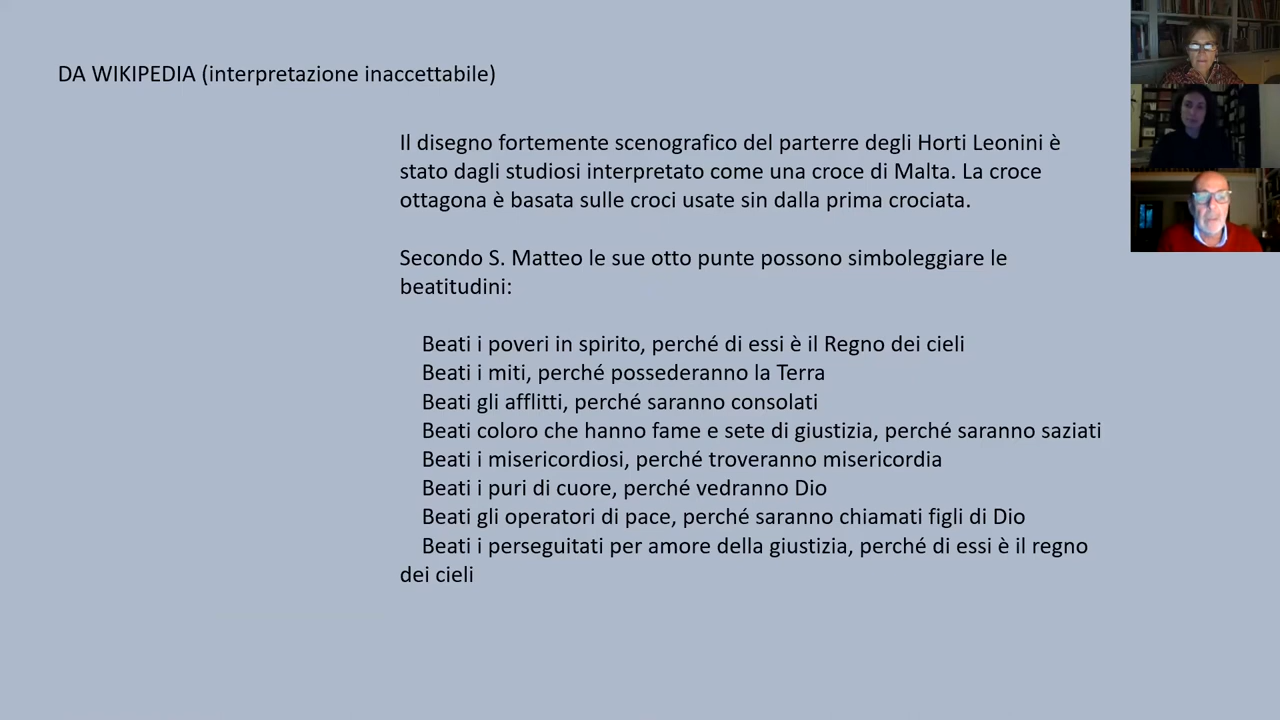 DA WIKIPEDIA (interpretazione inaccettabile)
Il disegno fortemente scenografico del parterre degli Horti Leonini è
stato dagli studiosi interpretato come una croce di Malta. La croce
ottagona è basata sulle croci usate sin dalla prima crociata.
Secondo S. Matteo le sue otto punte possono simboleggiare le
beatitudini:
Beati i poveri in spirito, perché di essi è il Regno dei cieli
Beati i miti, perché possederanno la Terra
Beati gli afflitti, perché saranno consolati
Beati coloro che hanno fame e sete di giustizia, perché saranno saziati
Beati i misericordiosi, perché troveranno misericordia
Beati i puri di cuore, perché vedranno Dio
Beati gli operatori di pace, perché saranno chiamati figli di Dio
Beati i perseguitati per amore della giustizia, perché di essi è il regno
dei cieli